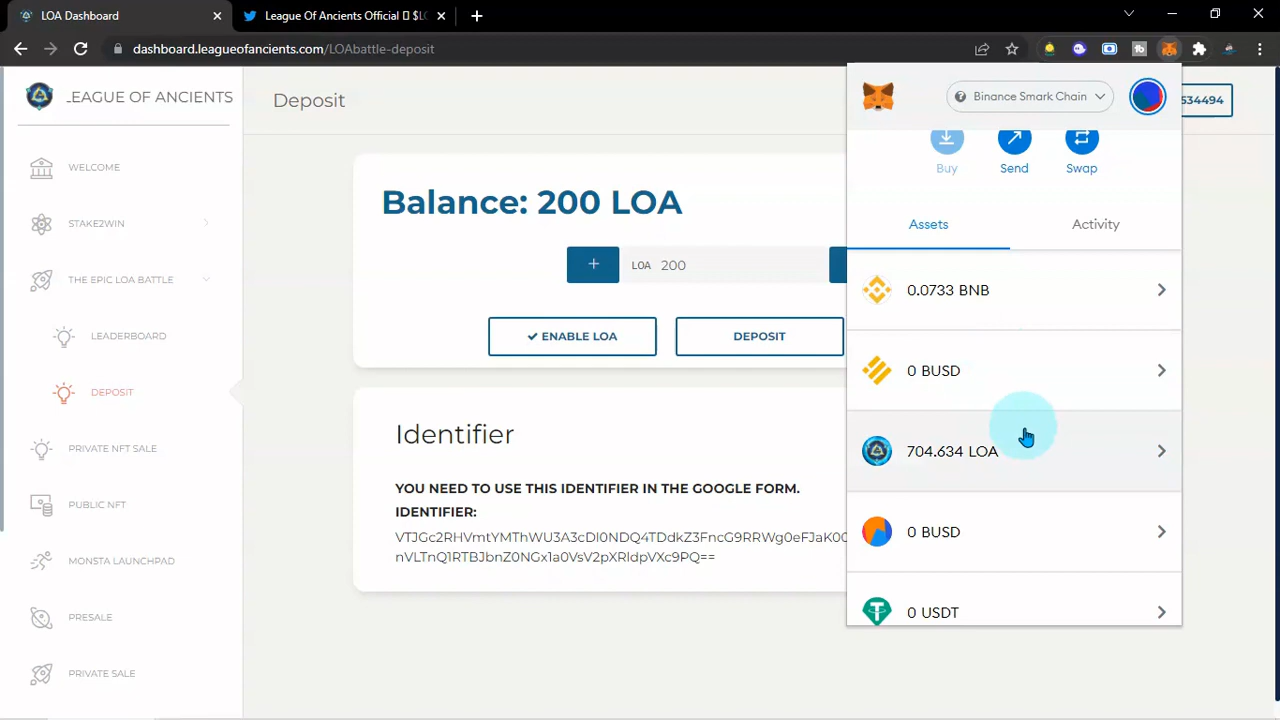 LOA Dashboard
League Of Ancients Official
dashboard.leagueofancients.com/LOAbattle-deposit
LEAGUE OF ANCIENTS
WELCOME
STAKE2WIN
THE EPIC LOA BATTLE
LEADERBOARD
DEPOSIT
PRIVATE NFT SALE
PUBLIC NFT
MONSTA LAUNCHPAD
PRESALE
PRIVATE SALE
Deposit
534494
Balance: 200 LOA
+
LOA 200
✔ ENABLE LOA
DEPOSIT
Identifier
YOU NEED TO USE THIS IDENTIFIER IN THE GOOGLE FORM.
IDENTIFIER:
Binance Smark Chain
Buy
Send
Swap
Assets
Activity
0.0733 BNB
0 BUSD
704.634 LOA
0 BUSD
0 USDT